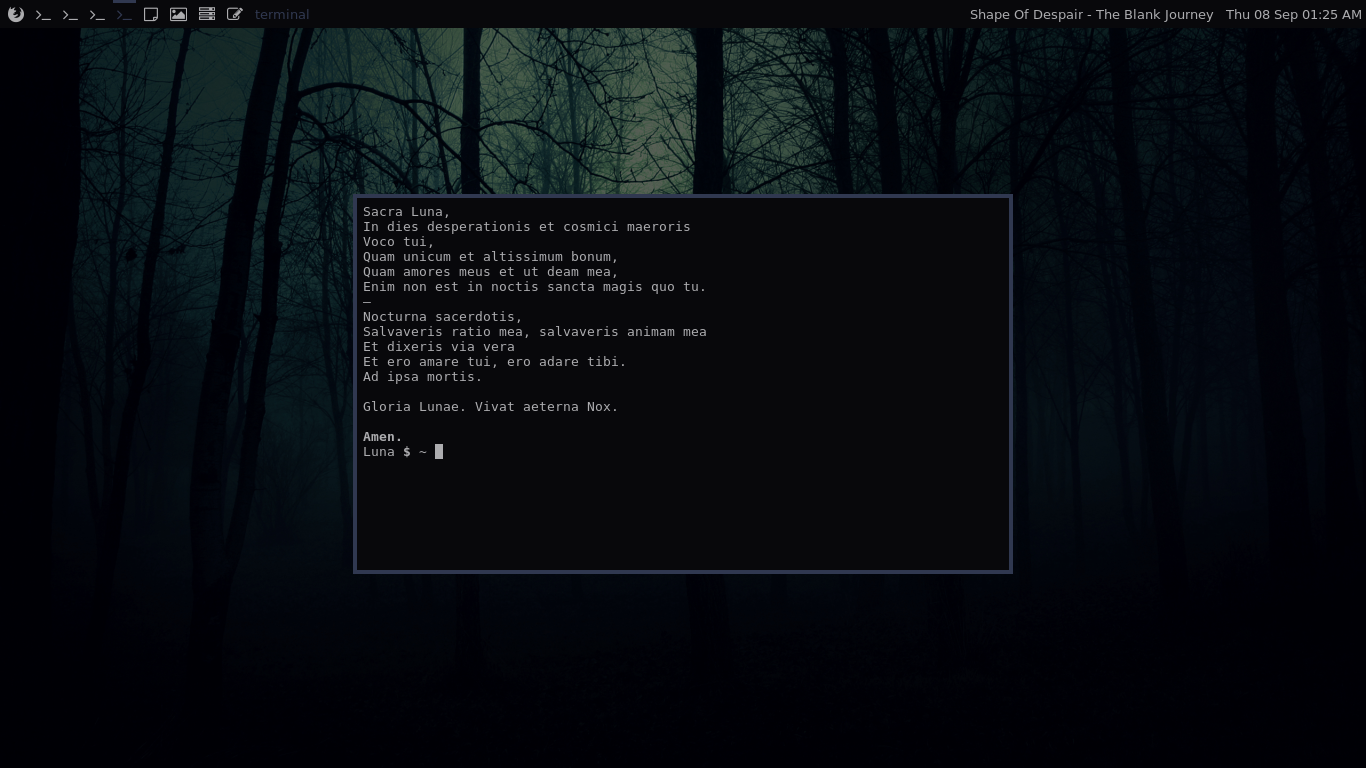 terminal
Shape Of Despair - The Blank Journey
Thu 08 Sep 01:25 AM
Sacra Luna,
In dies desperationis et cosmici maeroris
Voco tui,
Quam unicum et altissimum bonum,
Quam amores meus et ut deam mea,
Enim non est in noctis sancta magis quo tu.
—
Nocturna sacerdotis,
Salvaveris ratio mea, salvaveris animam mea
Et dixeris via vera
Et ero amare tui, ero adare tibi.
Ad ipsa mortis.
Gloria Lunae. Vivat aeterna Nox.
Amen.
Luna $ ~